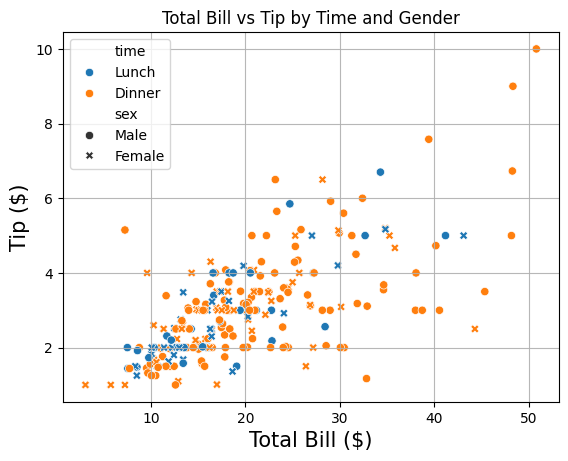 Total Bill vs Tip by Time and Gender
time
Lunch
Dinner
sex
Male
Female
10
8
6
4
2
Tip ($)
10 20 30 40 50
Total Bill ($)